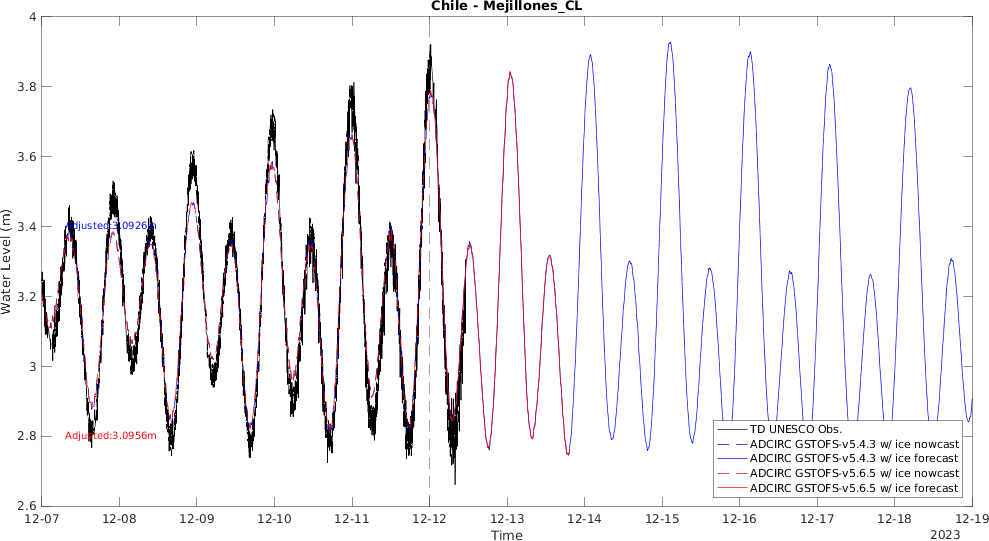 Chile - Mejillones_CL
Water Level (m)
4
3.8
3.6
3.4
3.2
3
2.8
2.6
Adjusted:3.0926m
Adjusted:3.0956m
TD UNESCO Obs.
ADCIRC GSTOFS-v5.4.3 w/ ice nowcast
ADCIRC GSTOFS-v5.4.3 w/ ice forecast
ADCIRC GSTOFS-v5.6.5 w/ ice nowcast
ADCIRC GSTOFS-v5.6.5 w/ ice forecast
12-07 12-08 12-09 12-10 12-11 12-12 12-13 12-14 12-15 12-16 12-17 12-18 12-19
Time
2023